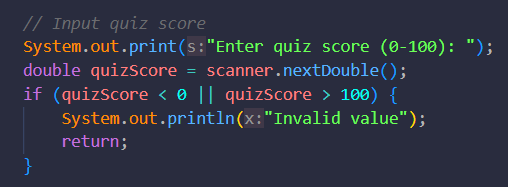 // Input quiz score
System.out.print(s:"Enter quiz score (0-100): ");
double quizScore = scanner.nextDouble();
if (quizScore < 0 || quizScore > 100) {
    System.out.println(x:"Invalid value");
    return;
}